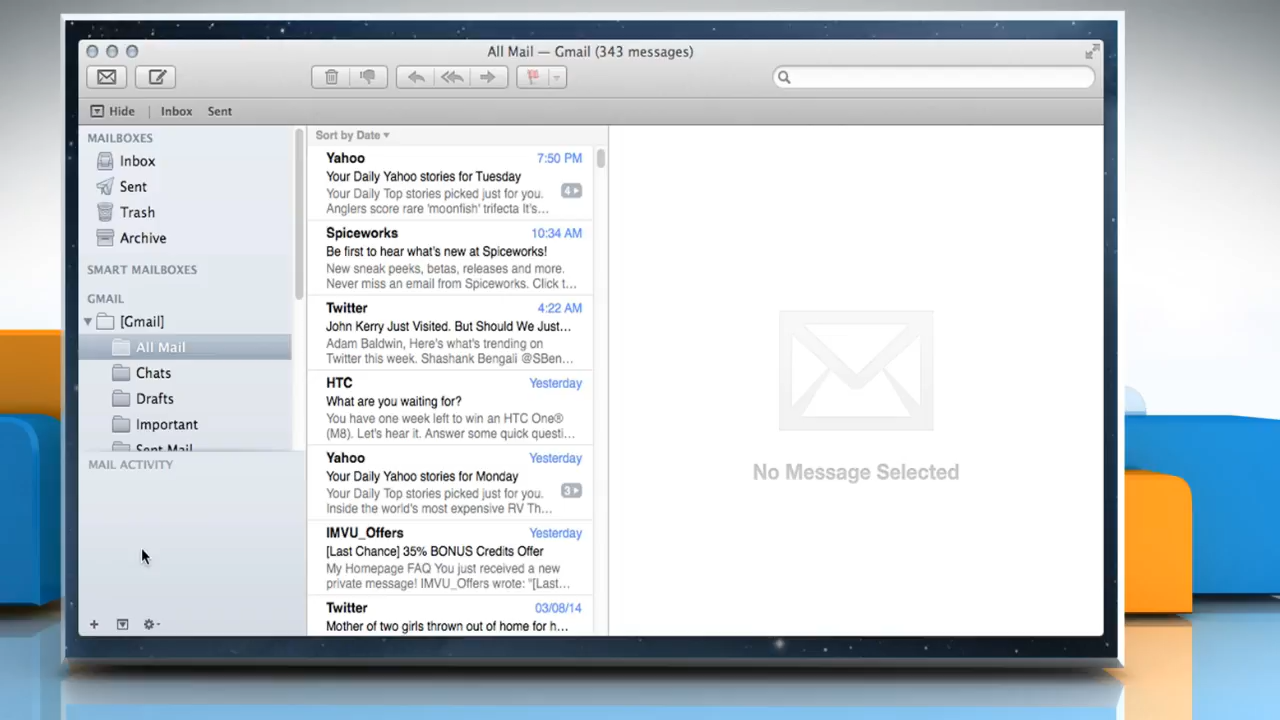 All Mail — Gmail (343 messages)
Hide Inbox Sent
MAILBOXES
Inbox
Sent
Trash
Archive
SMART MAILBOXES
GMAIL
[Gmail]
All Mail
Chats
Drafts
Important
Sent Mail
MAIL ACTIVITY
Sort by Date
Yahoo 7:50 PM
Your Daily Yahoo stories for Tuesday
Your Daily Top stories picked just for you. 4
Anglers score rare 'moonfish' trifecta It's...
Spiceworks 10:34 AM
Be first to hear what's new at Spiceworks!
New sneak peeks, betas, releases and more.
Never miss an email from Spiceworks. Click t...
Twitter 4:22 AM
John Kerry Just Visited. But Should We Just...
Adam Baldwin, Here's what's trending on
Twitter this week. Shashank Bengali @SBen...
HTC Yesterday
What are you waiting for?
You have one week left to win an HTC One®
(M8). Let's hear it. Answer some quick questi...
Yahoo Yesterday
Your Daily Yahoo stories for Monday
Your Daily Top stories picked just for you. 3
Inside the world's most expensive RV Th...
IMVU_Offers Yesterday
[Last Chance] 35% BONUS Credits Offer
My Homepage FAQ You just received a new
private message! IMVU_Offers wrote: "[Last...
Twitter 03/08/14
Mother of two girls thrown out of home for h...
No Message Selected